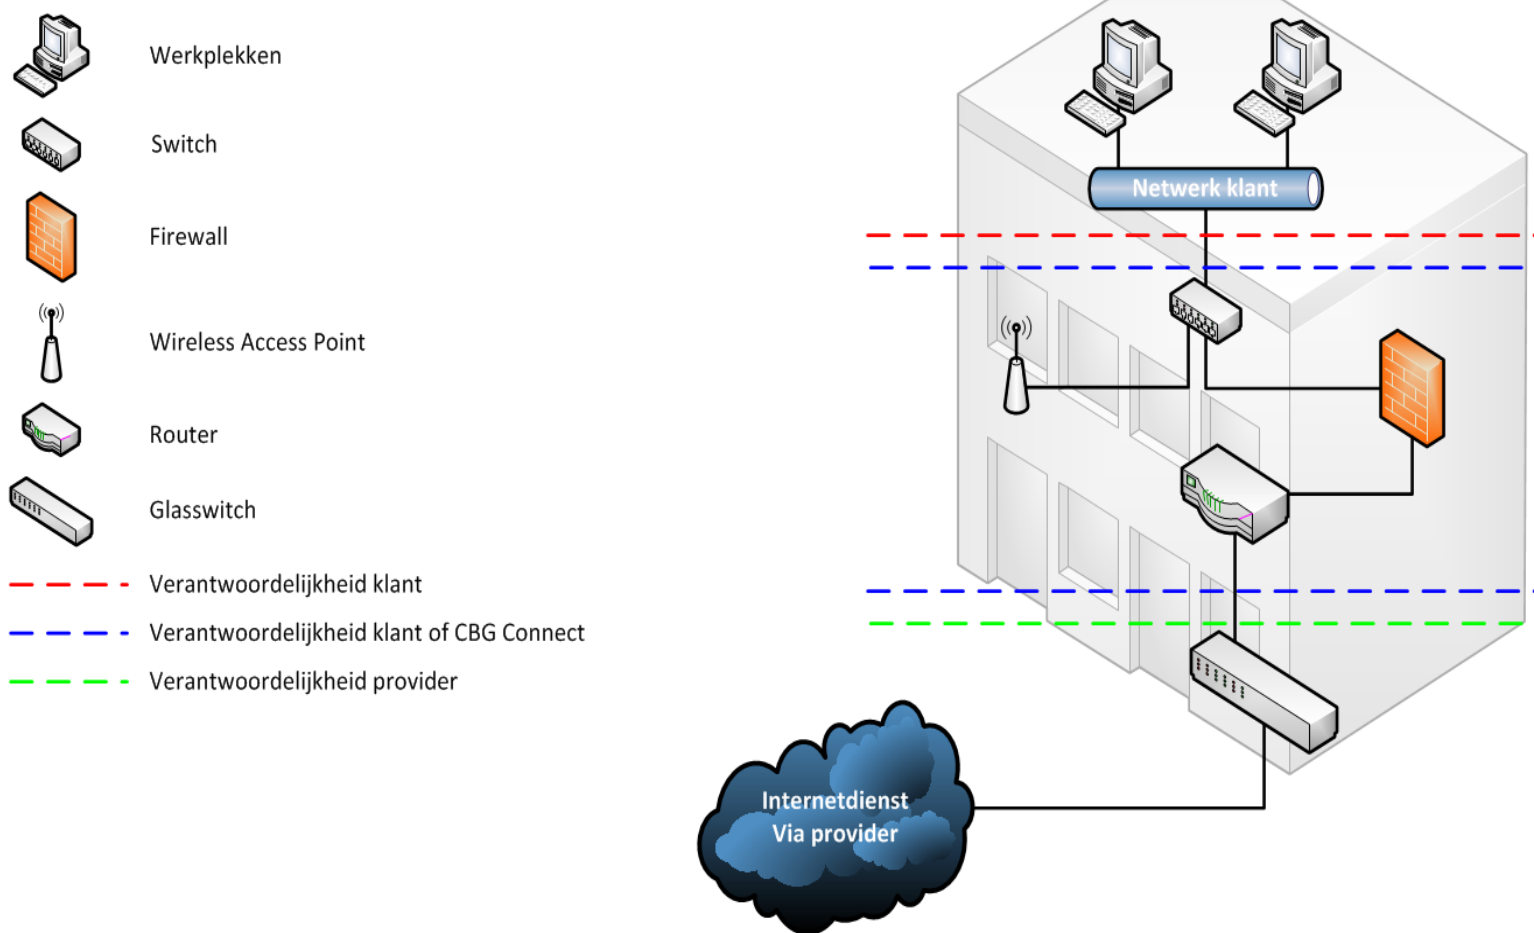 Werkplekken
Switch
Firewall
Wireless Access Point
Router
Glasswitch
Verantwoordelijkheid klant
Verantwoordelijkheid klant of CBG Connect
Verantwoordelijkheid provider
Netwerk klant
Internetdienst
Via provider